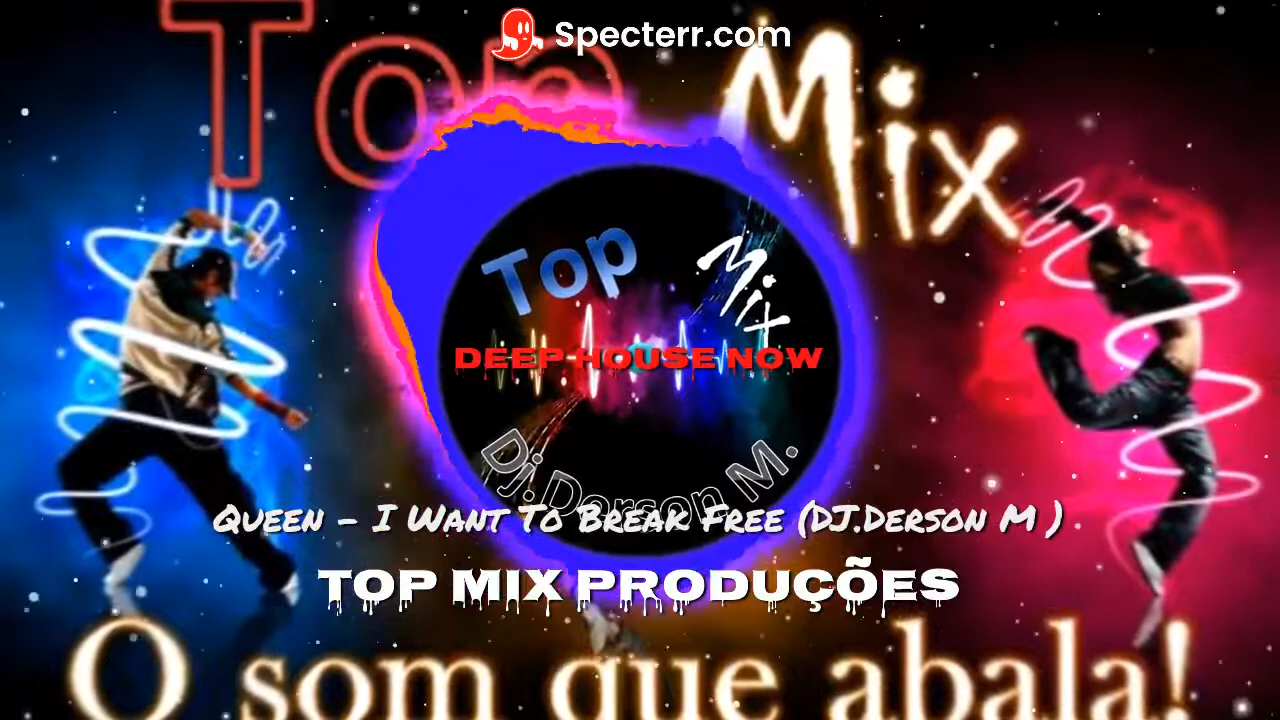 Specterr.com
Top Mix
Top Mix
DEEP HOUSE NOW
Dj.Derson M.
Queen - I Want To Break Free (DJ.Derson M )
TOP MIX PRODUÇÕES
O som que abala!